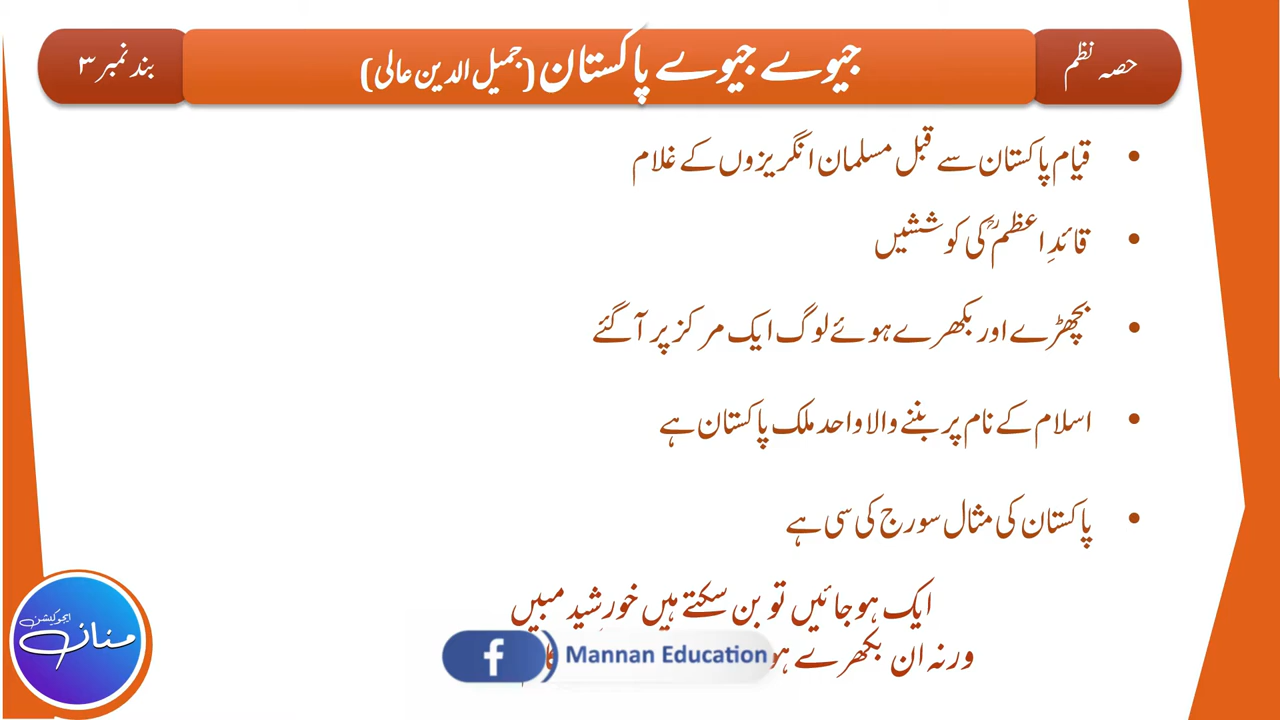 حصہ نظم
جیوے جیوے پاکستان (جمیل الدین عالی)
بند نمبر ۳
• قیام پاکستان سے قبل مسلمان انگریزوں کے غلام
• قائدِ اعظمؒ کی کوششیں
• بچھڑے اور بکھرے ہوئے لوگ ایک مرکز پر آ گئے
• اسلام کے نام پر بننے والا واحد ملک پاکستان ہے
• پاکستان کی مثال سورج کی سی ہے
ایک ہو جائیں تو بن سکتے ہیں خورشید مبیں
ورنہ ان بکھرے
Mannan Education
منان ایجوکیشن